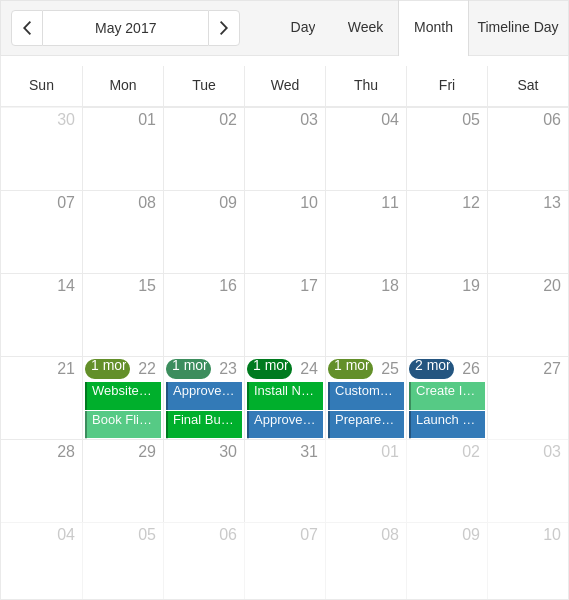 May 2017 Day Week Month Timeline Day
Sun Mon Tue Wed Thu Fri Sat
30 01 02 03 04 05 06
07 08 09 10 11 12 13
14 15 16 17 18 19 20
21 1 mor 22 1 mor 23 1 mor 24 1 mor 25 2 mor 26 27
Website… Approve… Install N… Custom… Create I…
Book Fli… Final Bu… Approve… Prepare… Launch …
28 29 30 31 01 02 03
04 05 06 07 08 09 10